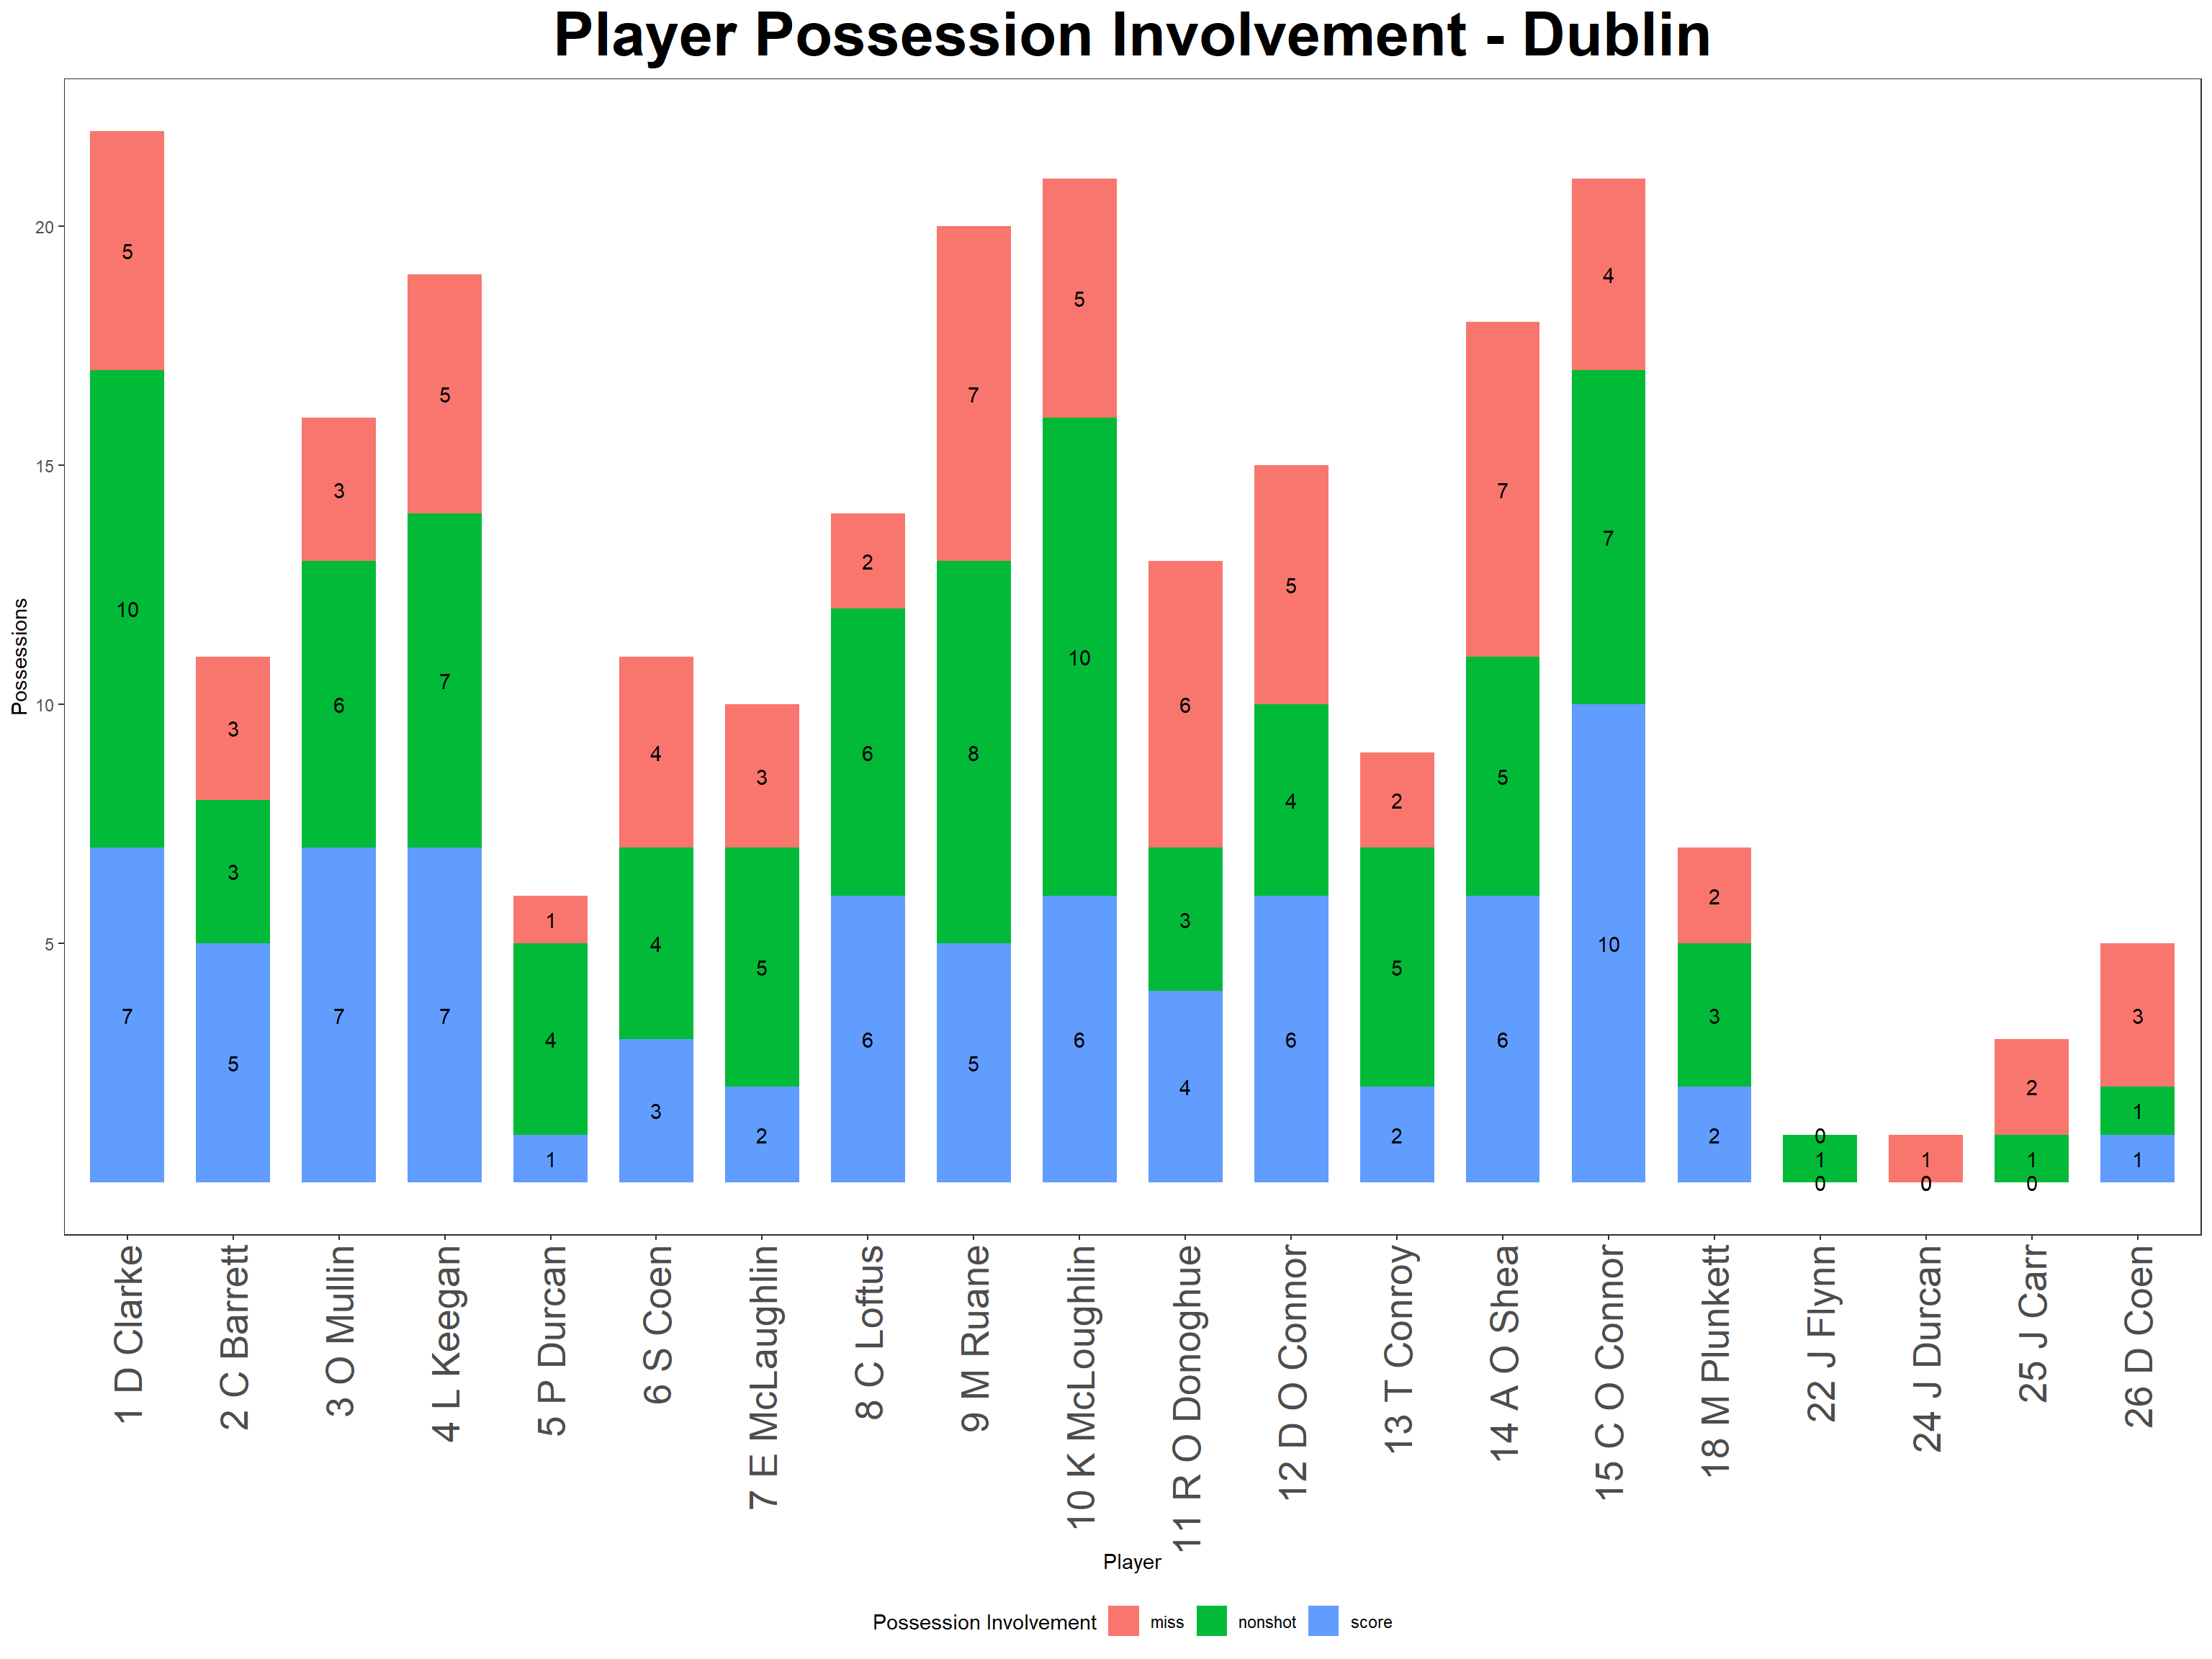 Player Possession Involvement - Dublin
Possessions
20
15
10
5
5
10
7
3
3
5
3
6
7
5
7
7
1
4
1
4
4
3
3
5
2
2
6
6
7
8
5
5
10
6
6
3
4
5
4
6
2
5
2
7
5
6
4
7
10
2
3
2
0
1
0
1
0
2
1
0
3
1
1
1 D Clarke
2 C Barrett
3 O Mullin
4 L Keegan
5 P Durcan
6 S Coen
7 E McLaughlin
8 C Loftus
9 M Ruane
10 K McLoughlin
11 R O Donoghue
12 D O Connor
13 T Conroy
14 A O Shea
15 C O Connor
18 M Plunkett
22 J Flynn
24 J Durcan
25 J Carr
26 D Coen
Player
Possession Involvement miss nonshot score